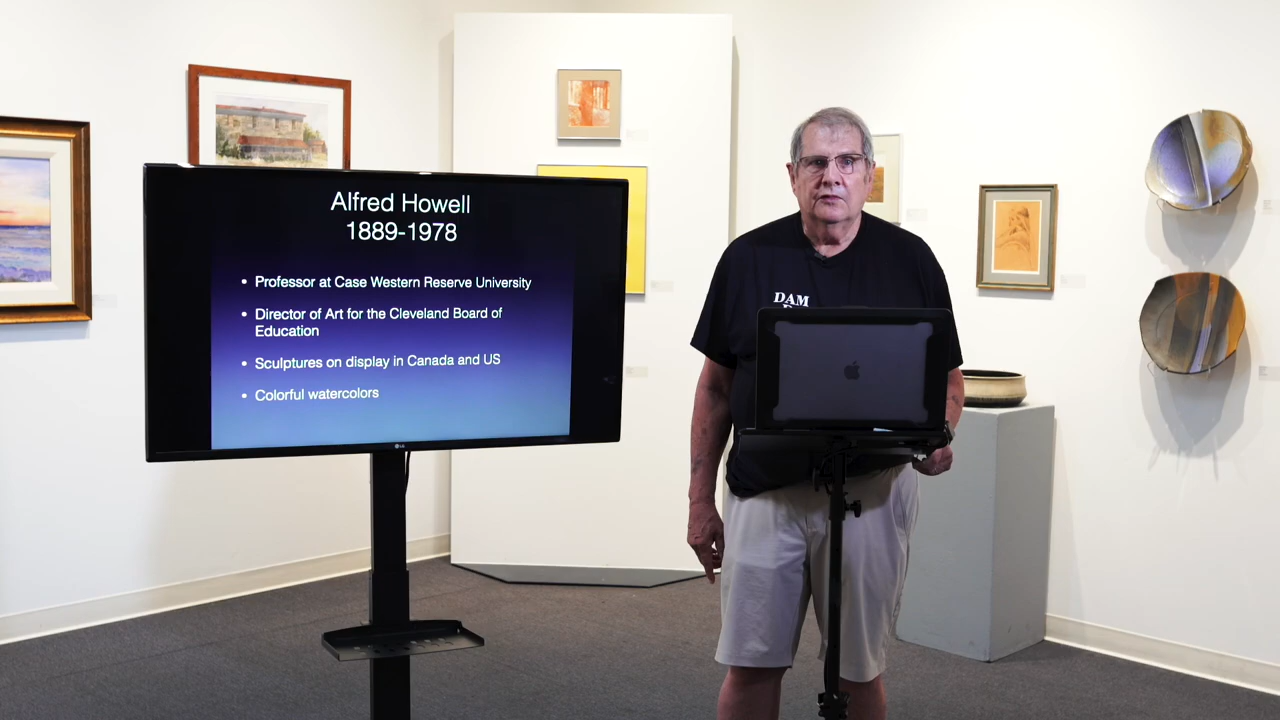 Alfred Howell
1889-1978
• Professor at Case Western Reserve University
• Director of Art for the Cleveland Board of
Education
• Sculptures on display in Canada and US
• Colorful watercolors
LG
DAM